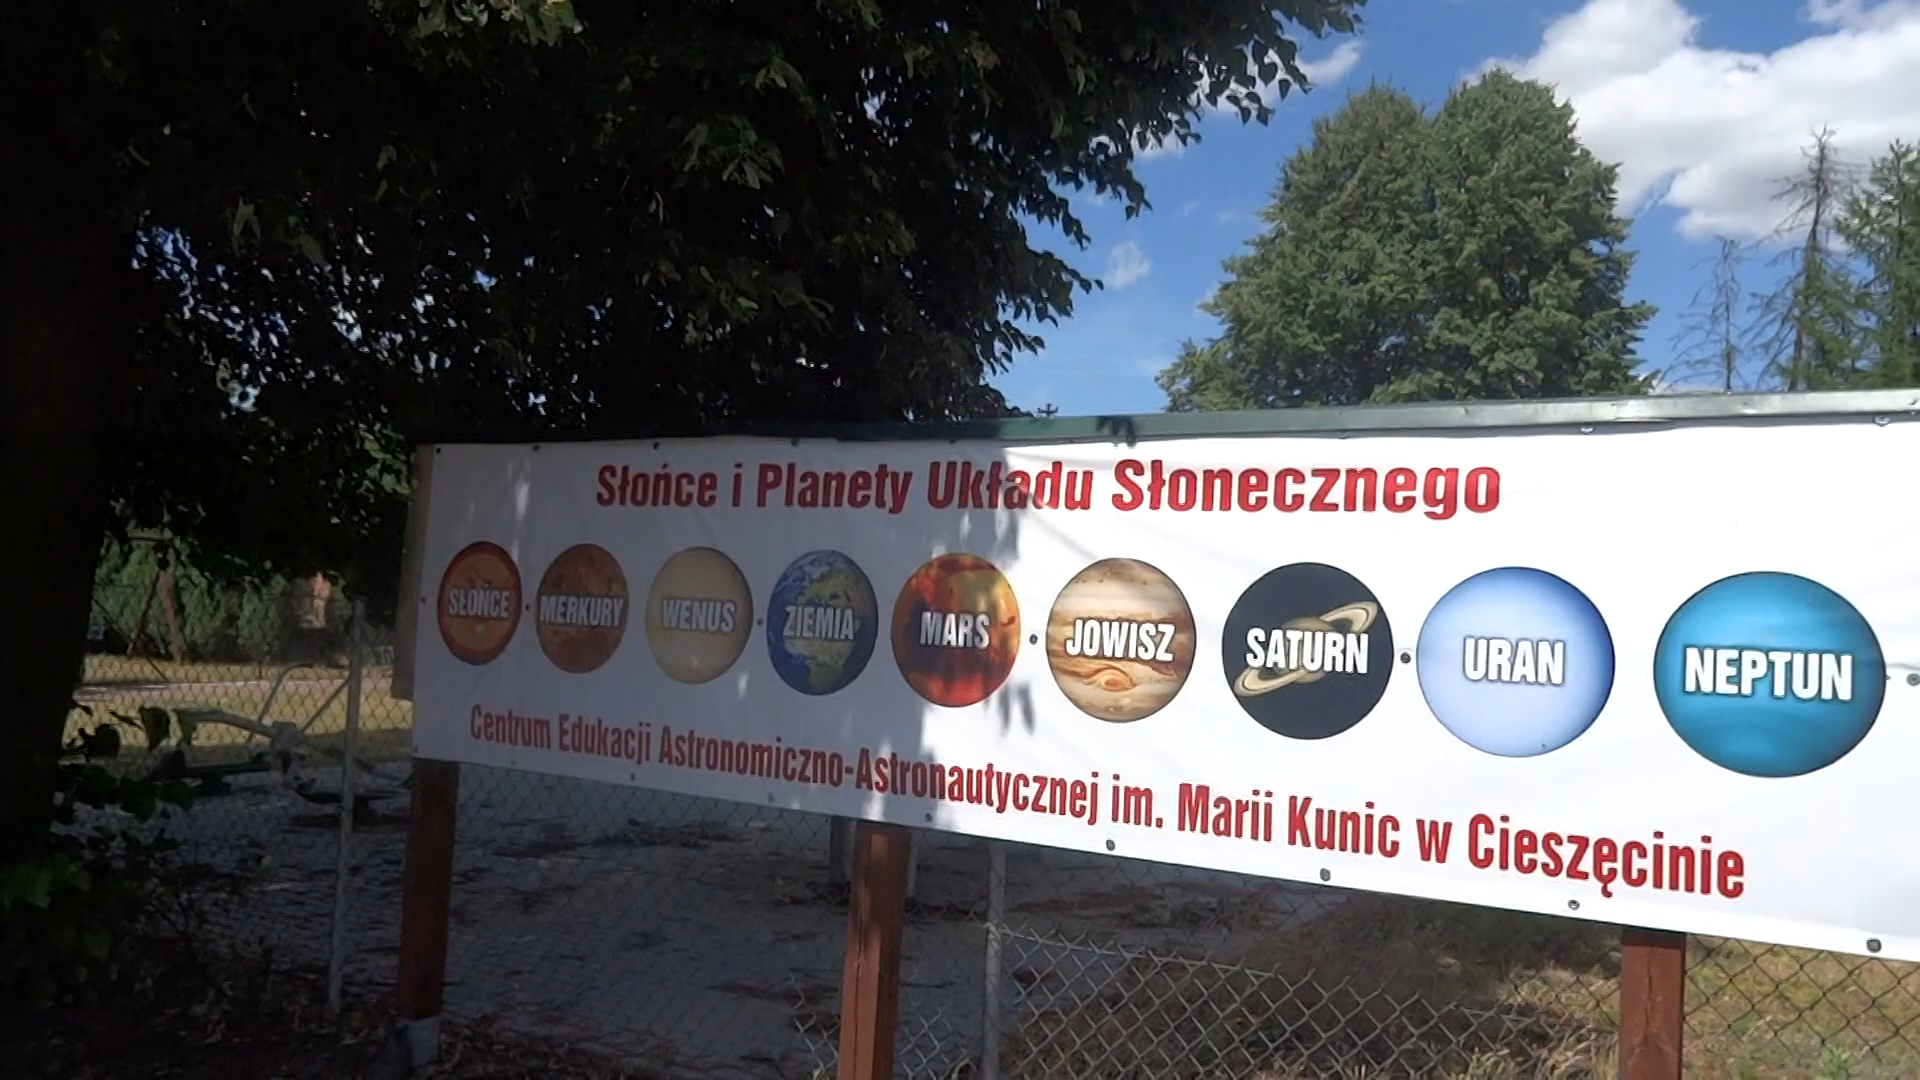 Słońce i Planety Układu Słonecznego
SŁOŃCE MERKURY WENUS ZIEMIA MARS JOWISZ SATURN URAN NEPTUN
Centrum Edukacji Astronomiczno-Astronautycznej im. Marii Kunic w Cieszęcinie